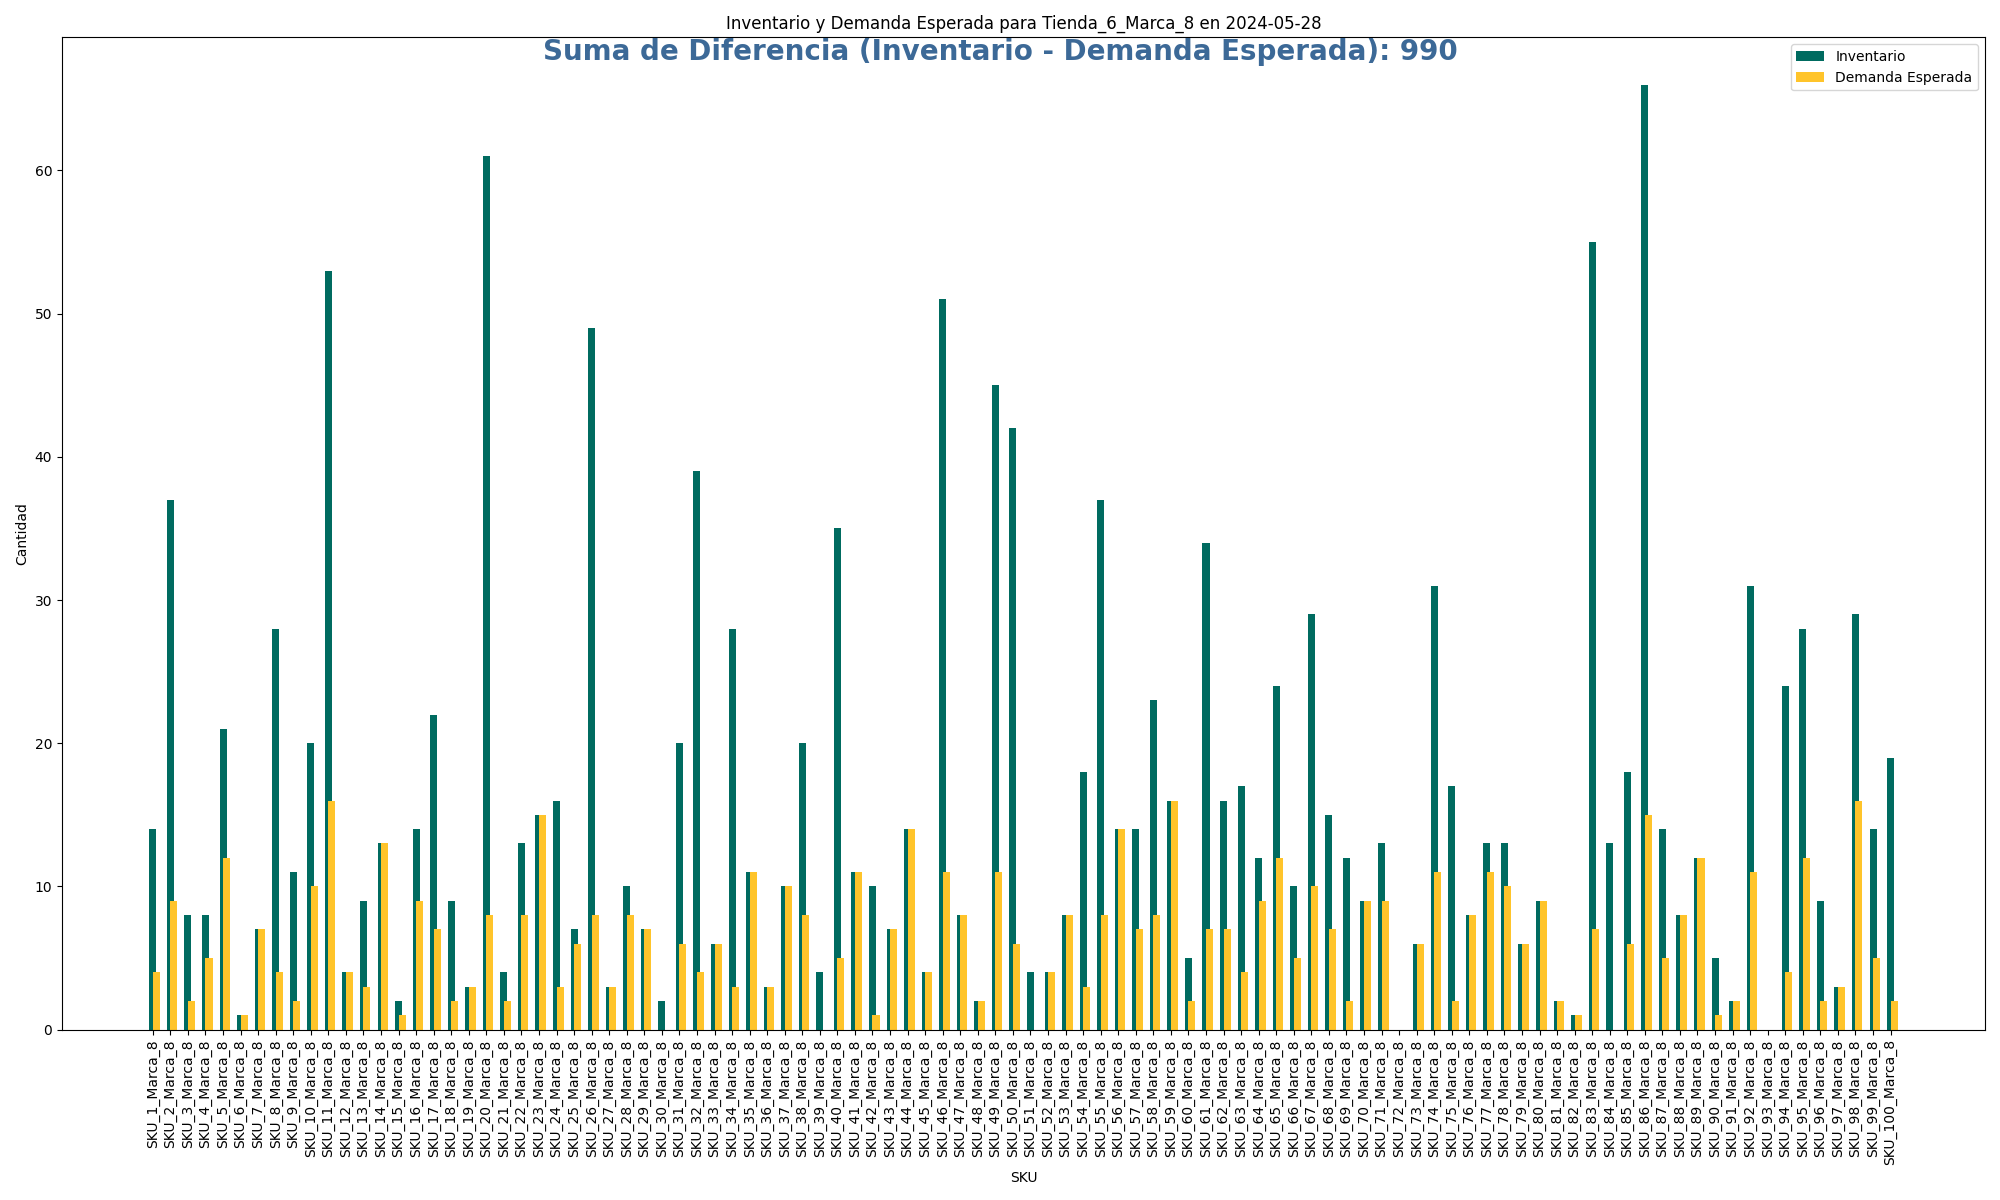 Inventario y Demanda Esperada para Tienda_6_Marca_8 en 2024-05-28
Suma de Diferencia (Inventario - Demanda Esperada): 990
Inventario
Demanda Esperada
Cantidad
60
50
40
30
20
10
0
SKU_1_Marca_8
SKU_2_Marca_8
SKU_3_Marca_8
SKU_4_Marca_8
SKU_5_Marca_8
SKU_6_Marca_8
SKU_7_Marca_8
SKU_8_Marca_8
SKU_9_Marca_8
SKU_10_Marca_8
SKU_11_Marca_8
SKU_12_Marca_8
SKU_13_Marca_8
SKU_14_Marca_8
SKU_15_Marca_8
SKU_16_Marca_8
SKU_17_Marca_8
SKU_18_Marca_8
SKU_19_Marca_8
SKU_20_Marca_8
SKU_21_Marca_8
SKU_22_Marca_8
SKU_23_Marca_8
SKU_24_Marca_8
SKU_25_Marca_8
SKU_26_Marca_8
SKU_27_Marca_8
SKU_28_Marca_8
SKU_29_Marca_8
SKU_30_Marca_8
SKU_31_Marca_8
SKU_32_Marca_8
SKU_33_Marca_8
SKU_34_Marca_8
SKU_35_Marca_8
SKU_36_Marca_8
SKU_37_Marca_8
SKU_38_Marca_8
SKU_39_Marca_8
SKU_40_Marca_8
SKU_41_Marca_8
SKU_42_Marca_8
SKU_43_Marca_8
SKU_44_Marca_8
SKU_45_Marca_8
SKU_46_Marca_8
SKU_47_Marca_8
SKU_48_Marca_8
SKU_49_Marca_8
SKU_50_Marca_8
SKU_51_Marca_8
SKU_52_Marca_8
SKU_53_Marca_8
SKU_54_Marca_8
SKU_55_Marca_8
SKU_56_Marca_8
SKU_57_Marca_8
SKU_58_Marca_8
SKU_59_Marca_8
SKU_60_Marca_8
SKU_61_Marca_8
SKU_62_Marca_8
SKU_63_Marca_8
SKU_64_Marca_8
SKU_65_Marca_8
SKU_66_Marca_8
SKU_67_Marca_8
SKU_68_Marca_8
SKU_69_Marca_8
SKU_70_Marca_8
SKU_71_Marca_8
SKU_72_Marca_8
SKU_73_Marca_8
SKU_74_Marca_8
SKU_75_Marca_8
SKU_76_Marca_8
SKU_77_Marca_8
SKU_78_Marca_8
SKU_79_Marca_8
SKU_80_Marca_8
SKU_81_Marca_8
SKU_82_Marca_8
SKU_83_Marca_8
SKU_84_Marca_8
SKU_85_Marca_8
SKU_86_Marca_8
SKU_87_Marca_8
SKU_88_Marca_8
SKU_89_Marca_8
SKU_90_Marca_8
SKU_91_Marca_8
SKU_92_Marca_8
SKU_93_Marca_8
SKU_94_Marca_8
SKU_95_Marca_8
SKU_96_Marca_8
SKU_97_Marca_8
SKU_98_Marca_8
SKU_99_Marca_8
SKU_100_Marca_8
SKU